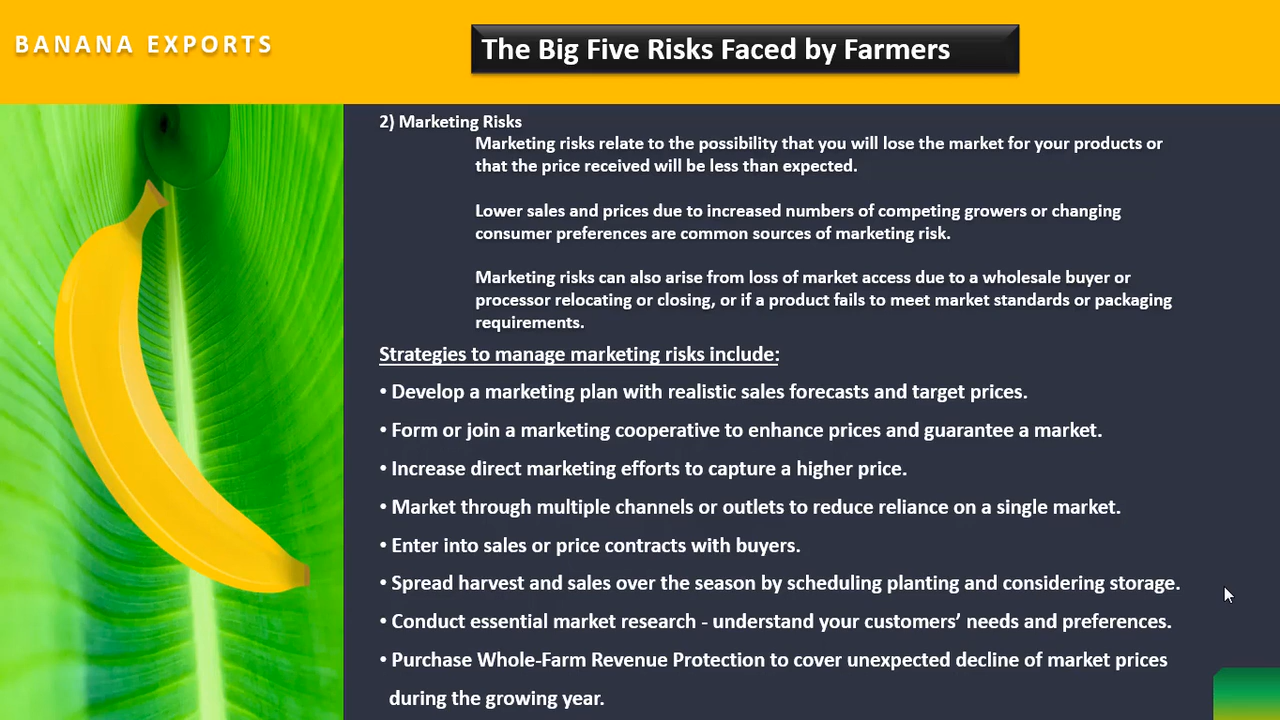 BANANA EXPORTS
The Big Five Risks Faced by Farmers
2) Marketing Risks
Marketing risks relate to the possibility that you will lose the market for your products or
that the price received will be less than expected.
Lower sales and prices due to increased numbers of competing growers or changing
consumer preferences are common sources of marketing risk.
Marketing risks can also arise from loss of market access due to a wholesale buyer or
processor relocating or closing, or if a product fails to meet market standards or packaging
requirements.
Strategies to manage marketing risks include:
• Develop a marketing plan with realistic sales forecasts and target prices.
• Form or join a marketing cooperative to enhance prices and guarantee a market.
• Increase direct marketing efforts to capture a higher price.
• Market through multiple channels or outlets to reduce reliance on a single market.
• Enter into sales or price contracts with buyers.
• Spread harvest and sales over the season by scheduling planting and considering storage.
• Conduct essential market research - understand your customers’ needs and preferences.
• Purchase Whole-Farm Revenue Protection to cover unexpected decline of market prices
during the growing year.